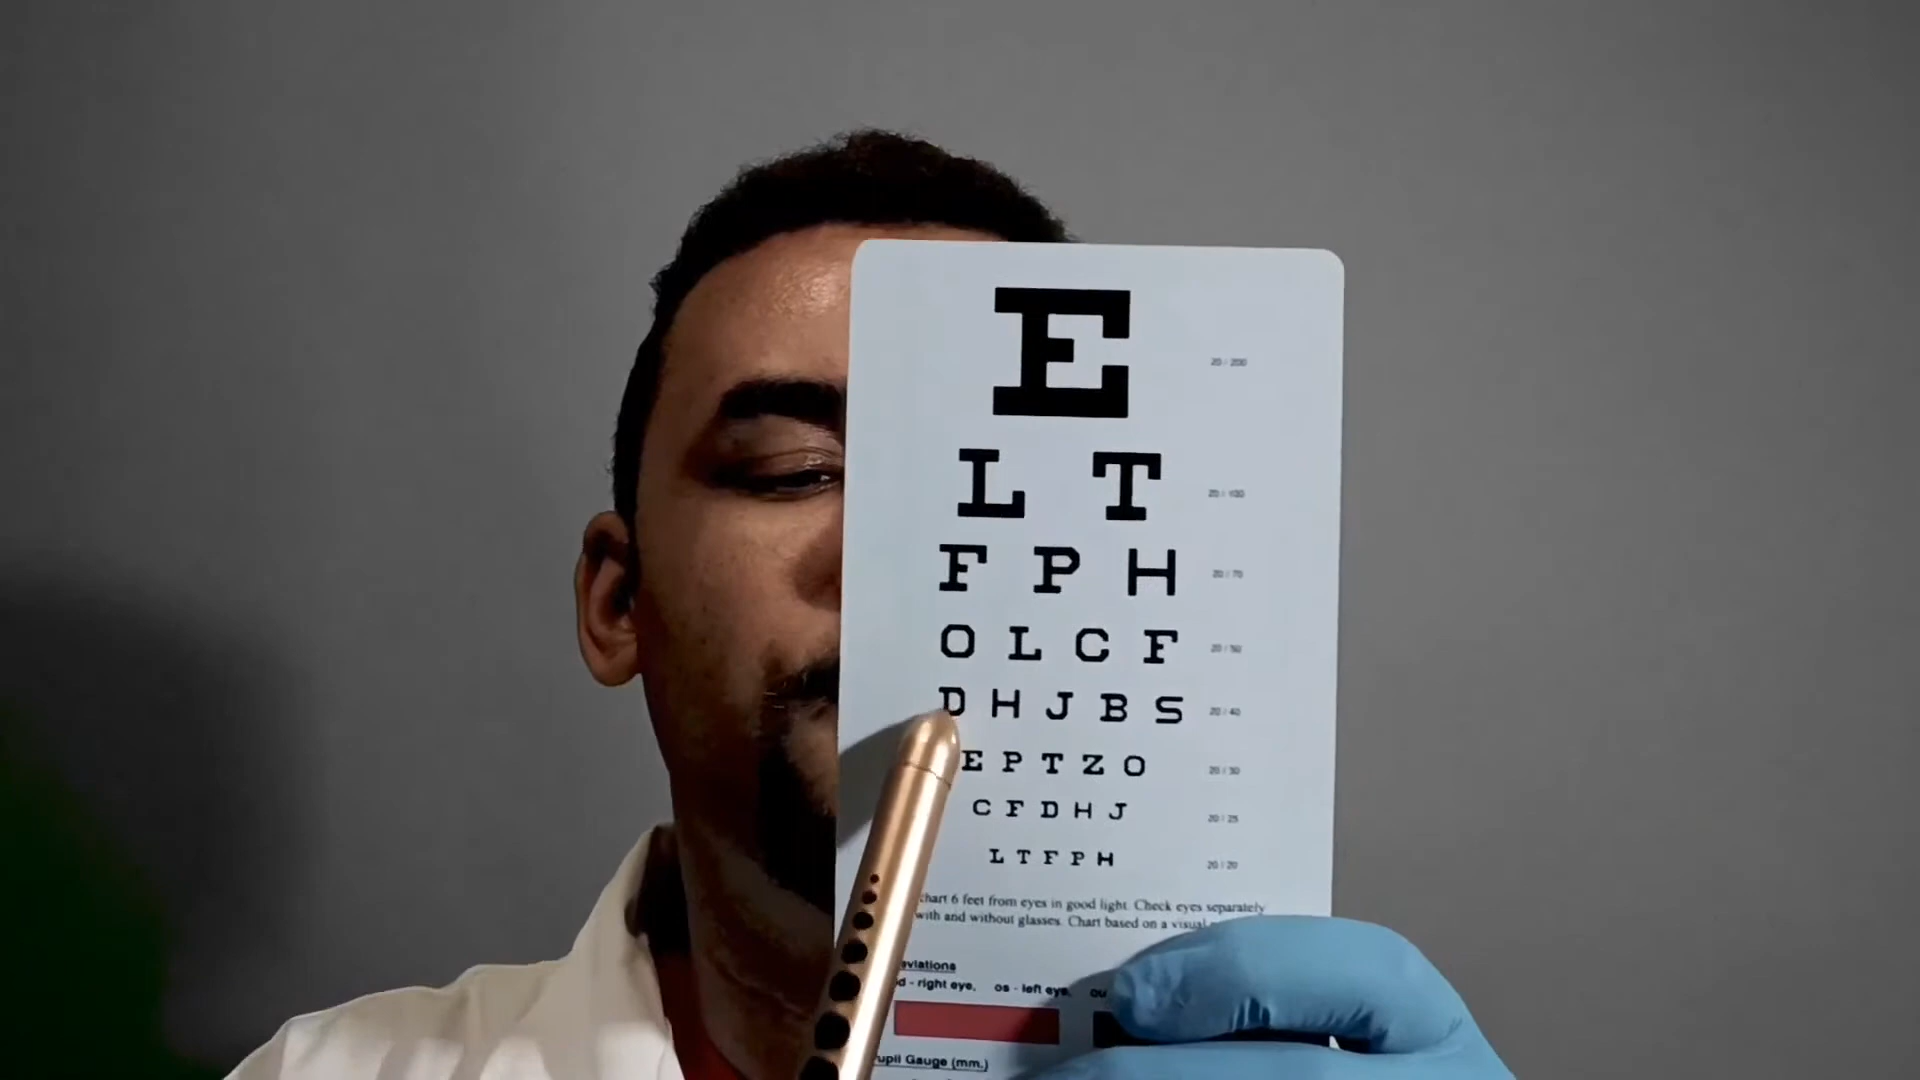 E 20 / 200
L T 20 / 100
F P H 20 / 70
O L C F 20 / 50
D H J B S 20 / 40
E P T Z O 20 / 30
C F D H J 20 / 25
L T F P H 20 / 20
chart 6 feet from eyes in good light. Check eyes separately
with and without glasses. Chart based on a visual
eviations
d - right eye, os - left eye, ou
upil Gauge (mm.)